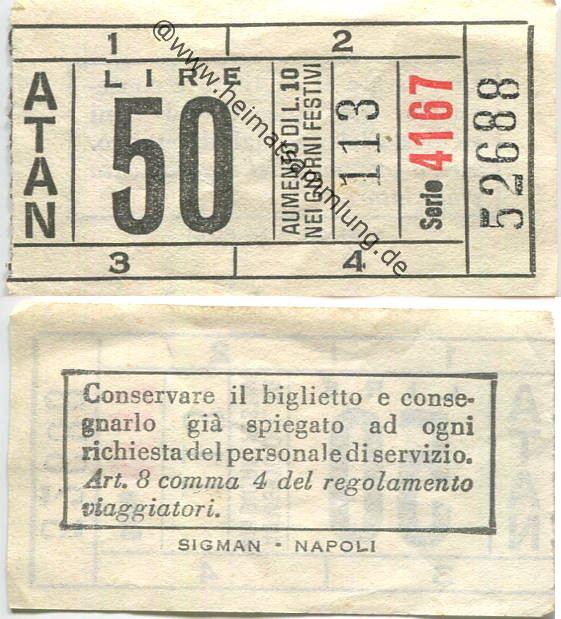 1 2
ATAN
LIRE
50
AUMENTO DI L. 10
NEI GIORNI FESTIVI
113
Serie 4167
52688
3 4
@www.heimatsammlung.de
Conservare il biglietto e conse-
gnarlo già spiegato ad ogni
richiesta del personale di servizio.
Art. 8 comma 4 del regolamento
viaggiatori.
SIGMAN - NAPOLI